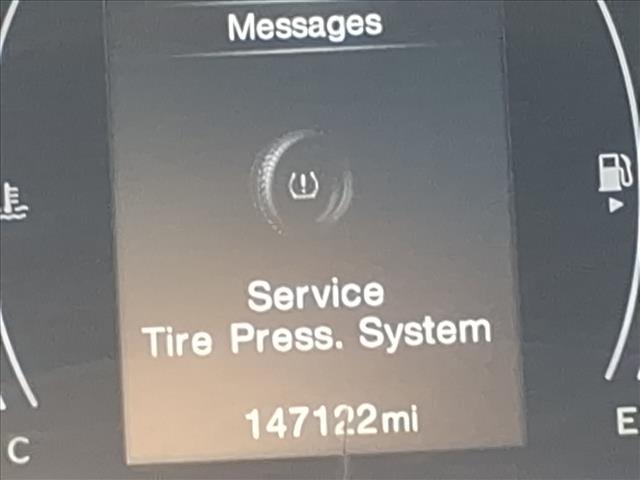 Messages
Service
Tire Press. System
147122mi
C
E